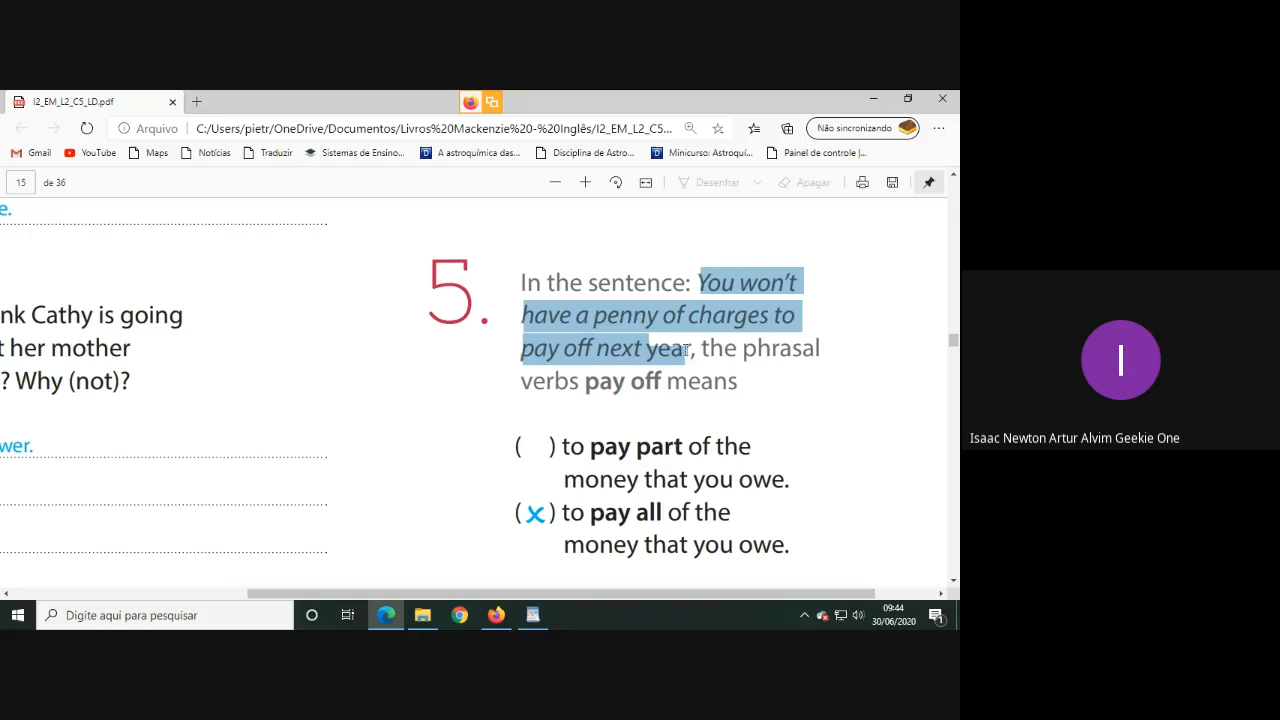 I2_EM_L2_C5_LD.pdf
Arquivo
C:/Users/pietr/OneDrive/Documentos/Livros%20Mackenzie%20-%20Inglês/I2_EM_L2_C5...
Não sincronizando
Gmail
YouTube
Maps
Notícias
Traduzir
Sistemas de Ensino...
A astroquímica das...
Disciplina de Astro...
Minicurso: Astroquí...
Painel de controle |...
15
de 36
Desenhar
Apagar
e.
nk Cathy is going
t her mother
? Why (not)?
wer.
5.
In the sentence: You won't
have a penny of charges to
pay off next year, the phrasal
verbs pay off means
( ) to pay part of the
money that you owe.
(x) to pay all of the
money that you owe.
I
Isaac Newton Artur Alvim Geekie One
Digite aqui para pesquisar
09:44
30/06/2020
1